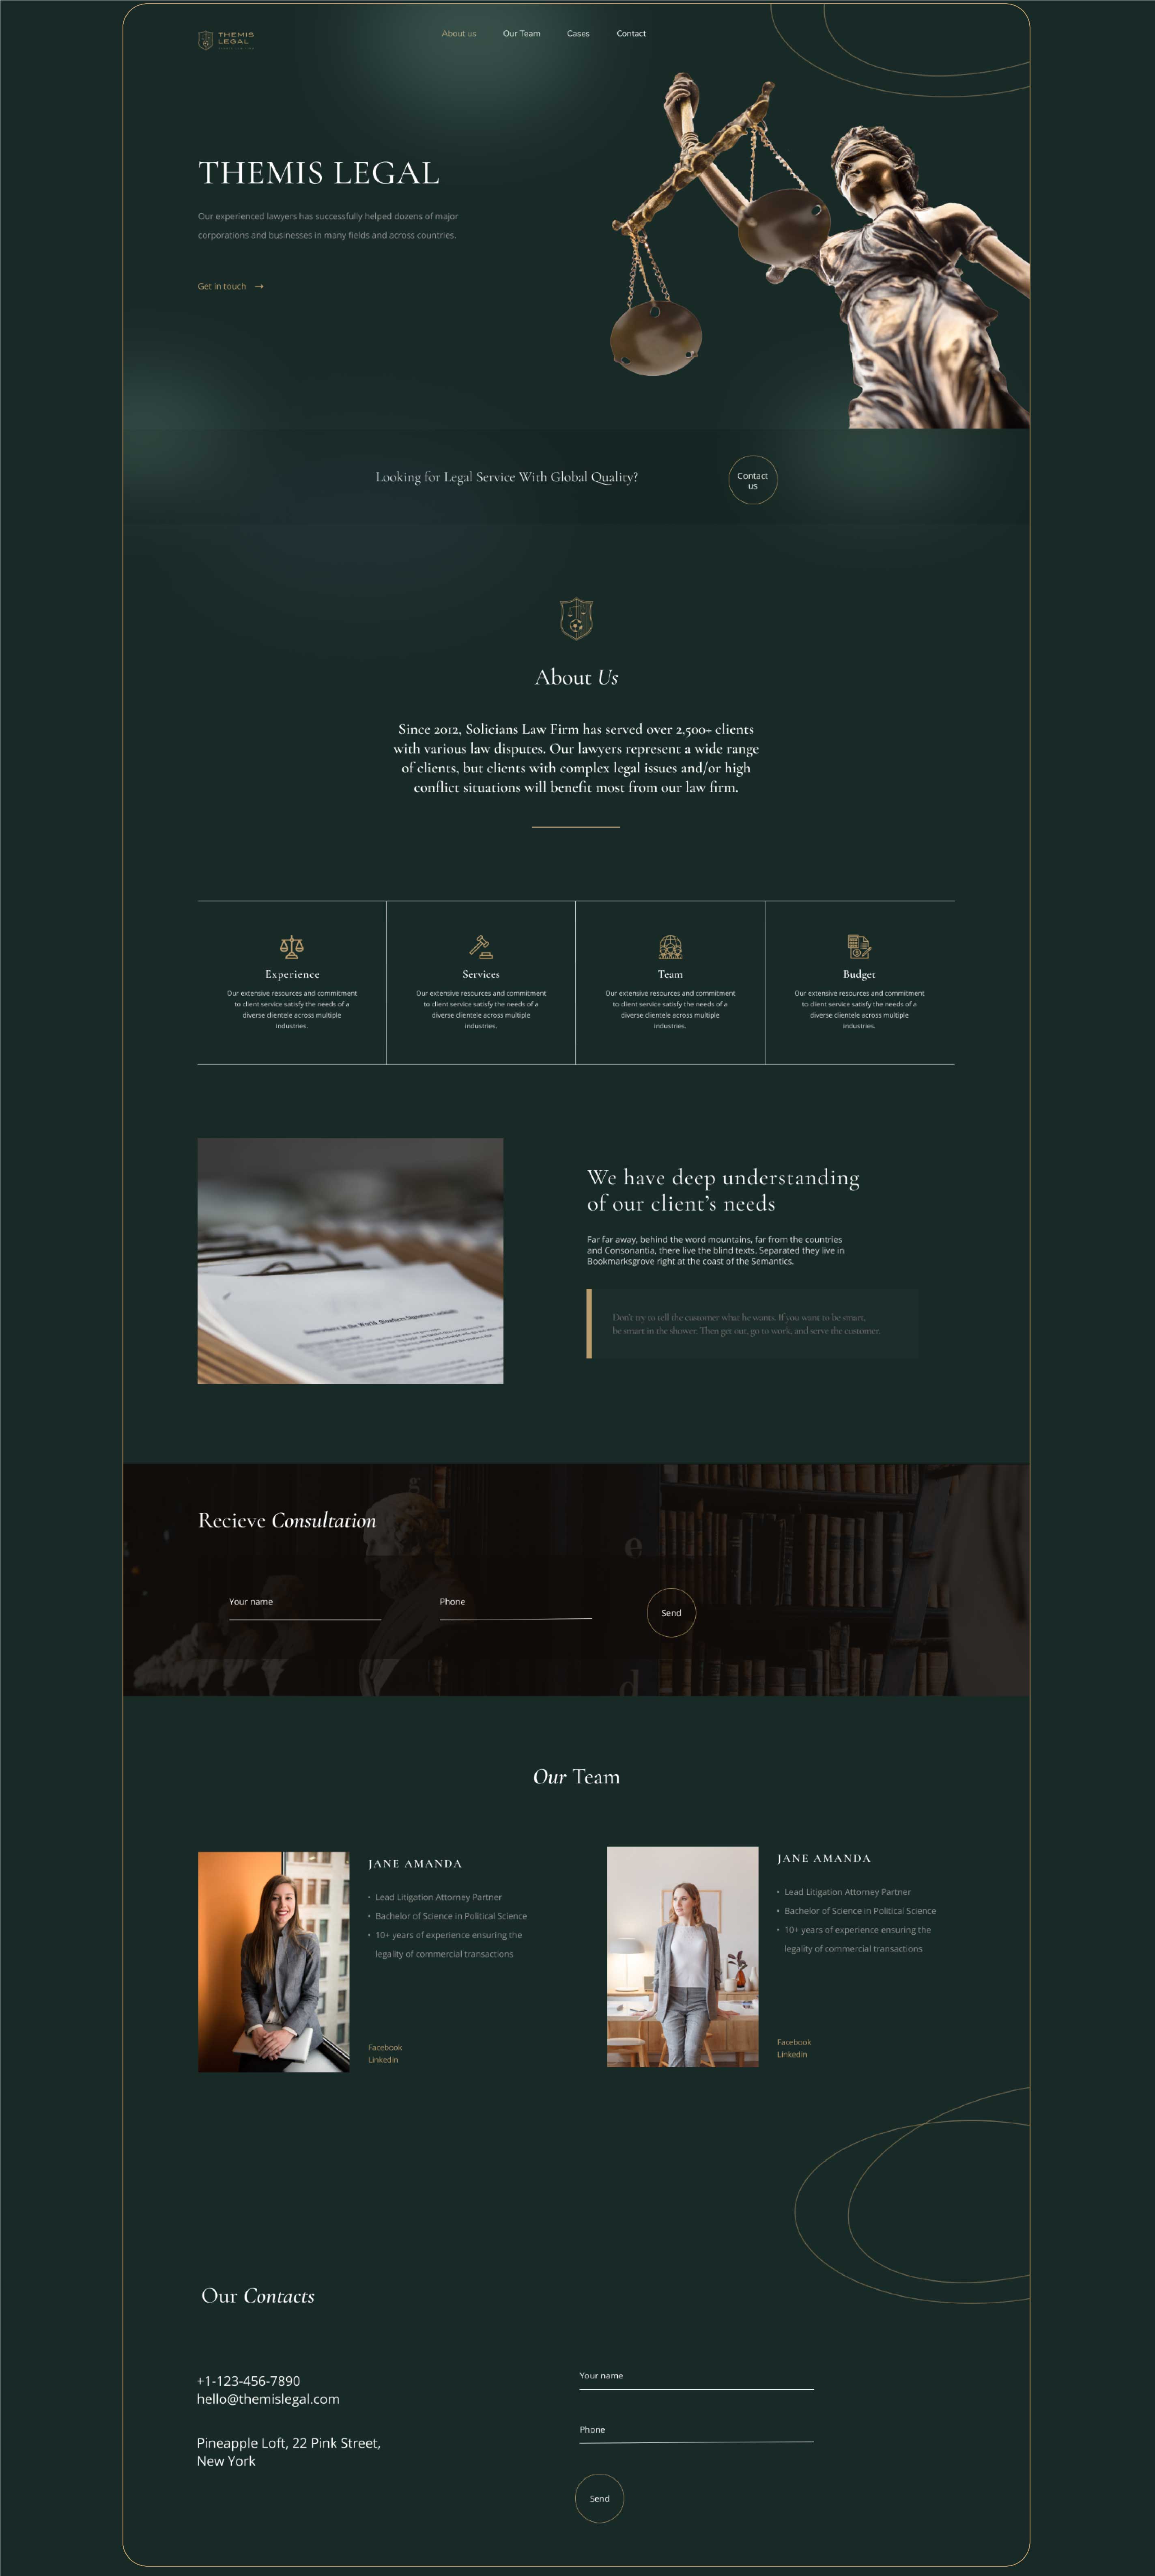 THEMIS
LEGAL
About us
Our Team
Cases
Contact
THEMIS LEGAL
Our experienced lawyers has successfully helped dozens of major
corporations and businesses in many fields and across countries.
Get in touch →
Looking for Legal Service With Global Quality?
Contact
us
About Us
Since 2012, Solicians Law Firm has served over 2,500+ clients
with various law disputes. Our lawyers represent a wide range
of clients, but clients with complex legal issues and/or high
conflict situations will benefit most from our law firm.
Experience
Our extensive resources and commitment
to client service satisfy the needs of a
diverse clientele across multiple
industries.
Services
Our extensive resources and commitment
to client service satisfy the needs of a
diverse clientele across multiple
industries.
Team
Our extensive resources and commitment
to client service satisfy the needs of a
diverse clientele across multiple
industries.
Budget
Our extensive resources and commitment
to client service satisfy the needs of a
diverse clientele across multiple
industries.
We have deep understanding
of our client's needs
Far far away, behind the word mountains, far from the countries
and Consonantia, there live the blind texts. Separated they live in
Bookmarksgrove right at the coast of the Semantics.
Don't try to tell the customer what he wants. If you want to be smart,
be smart in the shower. Then get out, go to work, and serve the customer.
Recieve Consultation
Your name
Phone
Send
Our Team
JANE AMANDA
• Lead Litigation Attorney Partner
• Bachelor of Science in Political Science
• 10+ years of experience ensuring the
legality of commercial transactions
Facebook
Linkedin
JANE AMANDA
• Lead Litigation Attorney Partner
• Bachelor of Science in Political Science
• 10+ years of experience ensuring the
legality of commercial transactions
Facebook
Linkedin
Our Contacts
+1-123-456-7890
hello@themislegal.com
Pineapple Loft, 22 Pink Street,
New York
Your name
Phone
Send